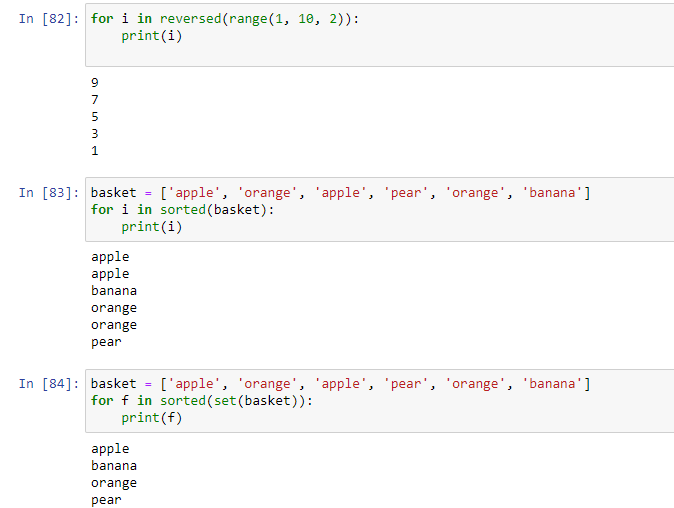 In [82]: for i in reversed(range(1, 10, 2)):
    print(i)
9
7
5
3
1
In [83]: basket = ['apple', 'orange', 'apple', 'pear', 'orange', 'banana']
for i in sorted(basket):
    print(i)
apple
apple
banana
orange
orange
pear
In [84]: basket = ['apple', 'orange', 'apple', 'pear', 'orange', 'banana']
for f in sorted(set(basket)):
    print(f)
apple
banana
orange
pear